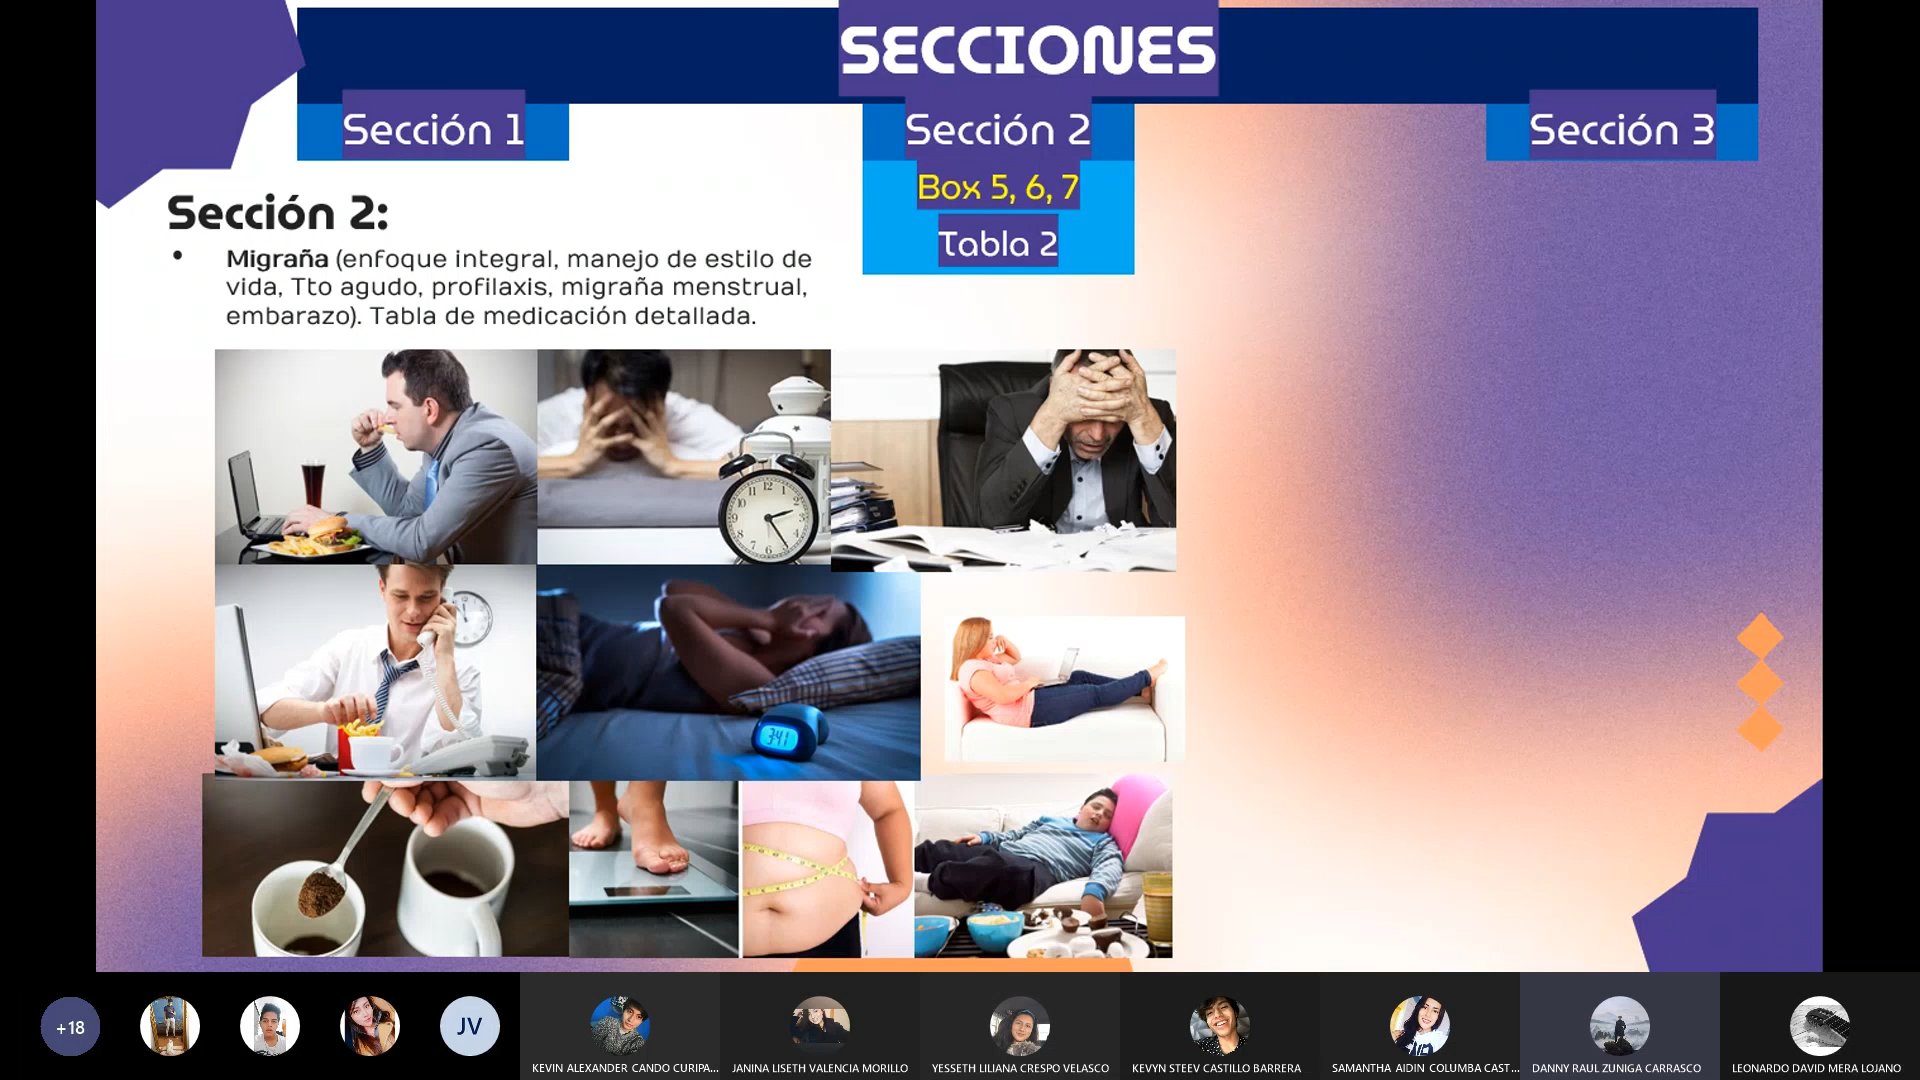 SECCIONES
Sección 1
Sección 2
Sección 3
Box 5, 6, 7
Tabla 2
Sección 2:
• Migraña (enfoque integral, manejo de estilo de
vida, Tto agudo, profilaxis, migraña menstrual,
embarazo). Tabla de medicación detallada.
3:41
+18
JV
KEVIN ALEXANDER CANDO CURIPA...
JANINA LISETH VALENCIA MORILLO
YESSETH LILIANA CRESPO VELASCO
KEVYN STEEV CASTILLO BARRERA
SAMANTHA AIDIN COLUMBA CAST...
DANNY RAUL ZUNIGA CARRASCO
LEONARDO DAVID MERA LOJANO